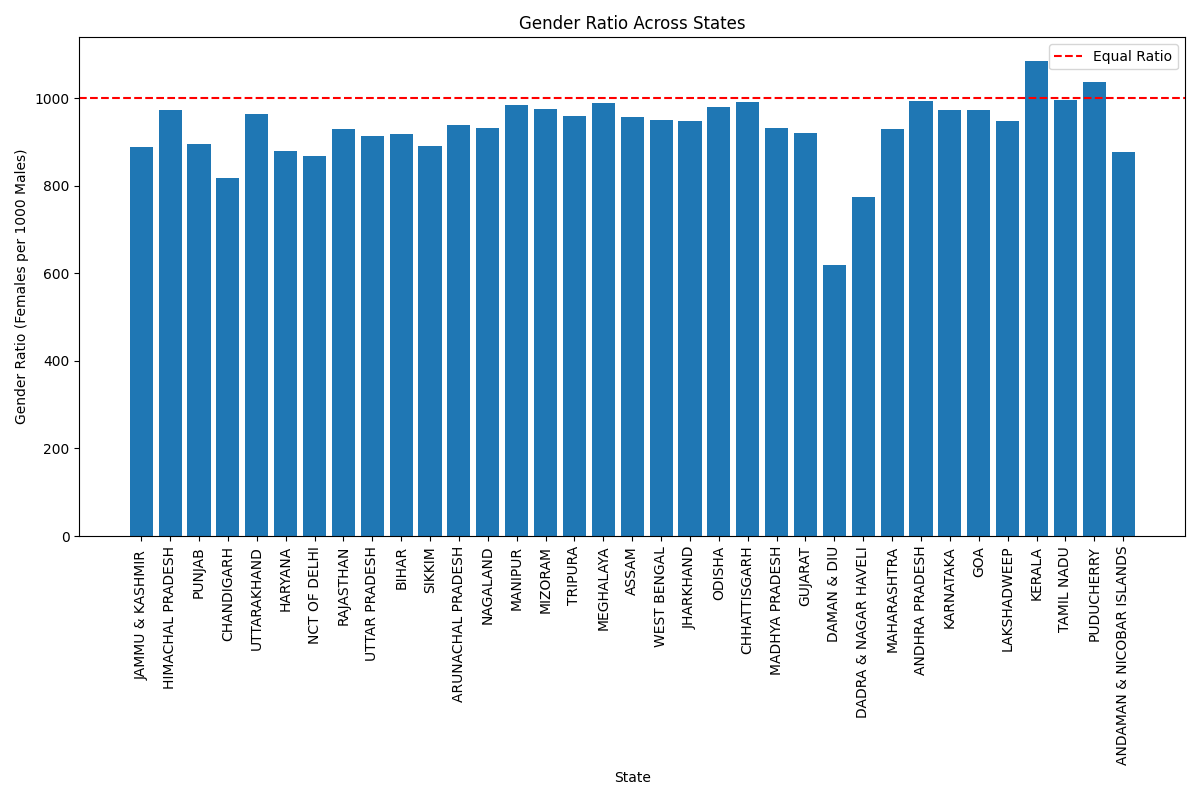 Gender Ratio Across States
Equal Ratio
Gender Ratio (Females per 1000 Males)
1000
800
600
400
200
0
JAMMU & KASHMIR
HIMACHAL PRADESH
PUNJAB
CHANDIGARH
UTTARAKHAND
HARYANA
NCT OF DELHI
RAJASTHAN
UTTAR PRADESH
BIHAR
SIKKIM
ARUNACHAL PRADESH
NAGALAND
MANIPUR
MIZORAM
TRIPURA
MEGHALAYA
ASSAM
WEST BENGAL
JHARKHAND
ODISHA
CHHATTISGARH
MADHYA PRADESH
GUJARAT
DAMAN & DIU
DADRA & NAGAR HAVELI
MAHARASHTRA
ANDHRA PRADESH
KARNATAKA
GOA
LAKSHADWEEP
KERALA
TAMIL NADU
PUDUCHERRY
ANDAMAN & NICOBAR ISLANDS
State